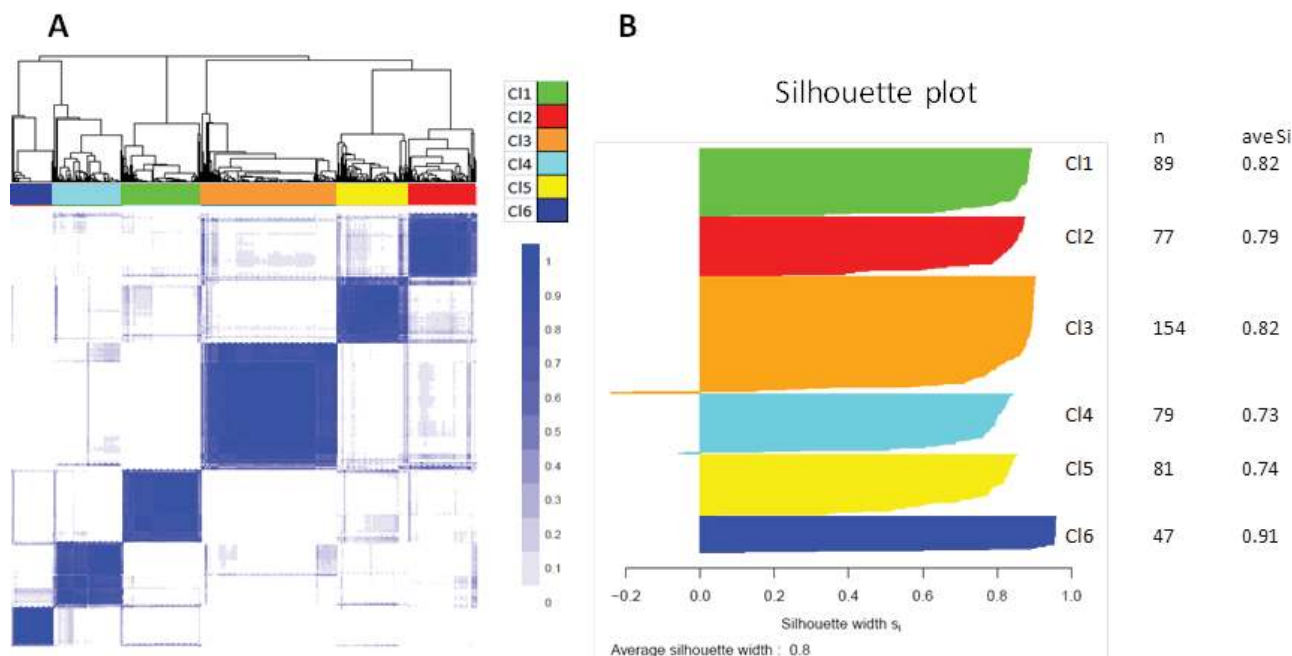 A
Cl1
Cl2
Cl3
Cl4
Cl5
Cl6
1
0.9
0.8
0.7
0.6
0.5
0.4
0.3
0.2
0.1
0
B
Silhouette plot
n ave Si
Cl1 89 0.82
Cl2 77 0.79
Cl3 154 0.82
Cl4 79 0.73
Cl5 81 0.74
Cl6 47 0.91
−0.2 0.0 0.2 0.4 0.6 0.8 1.0
Silhouette width si
Average silhouette width : 0.8